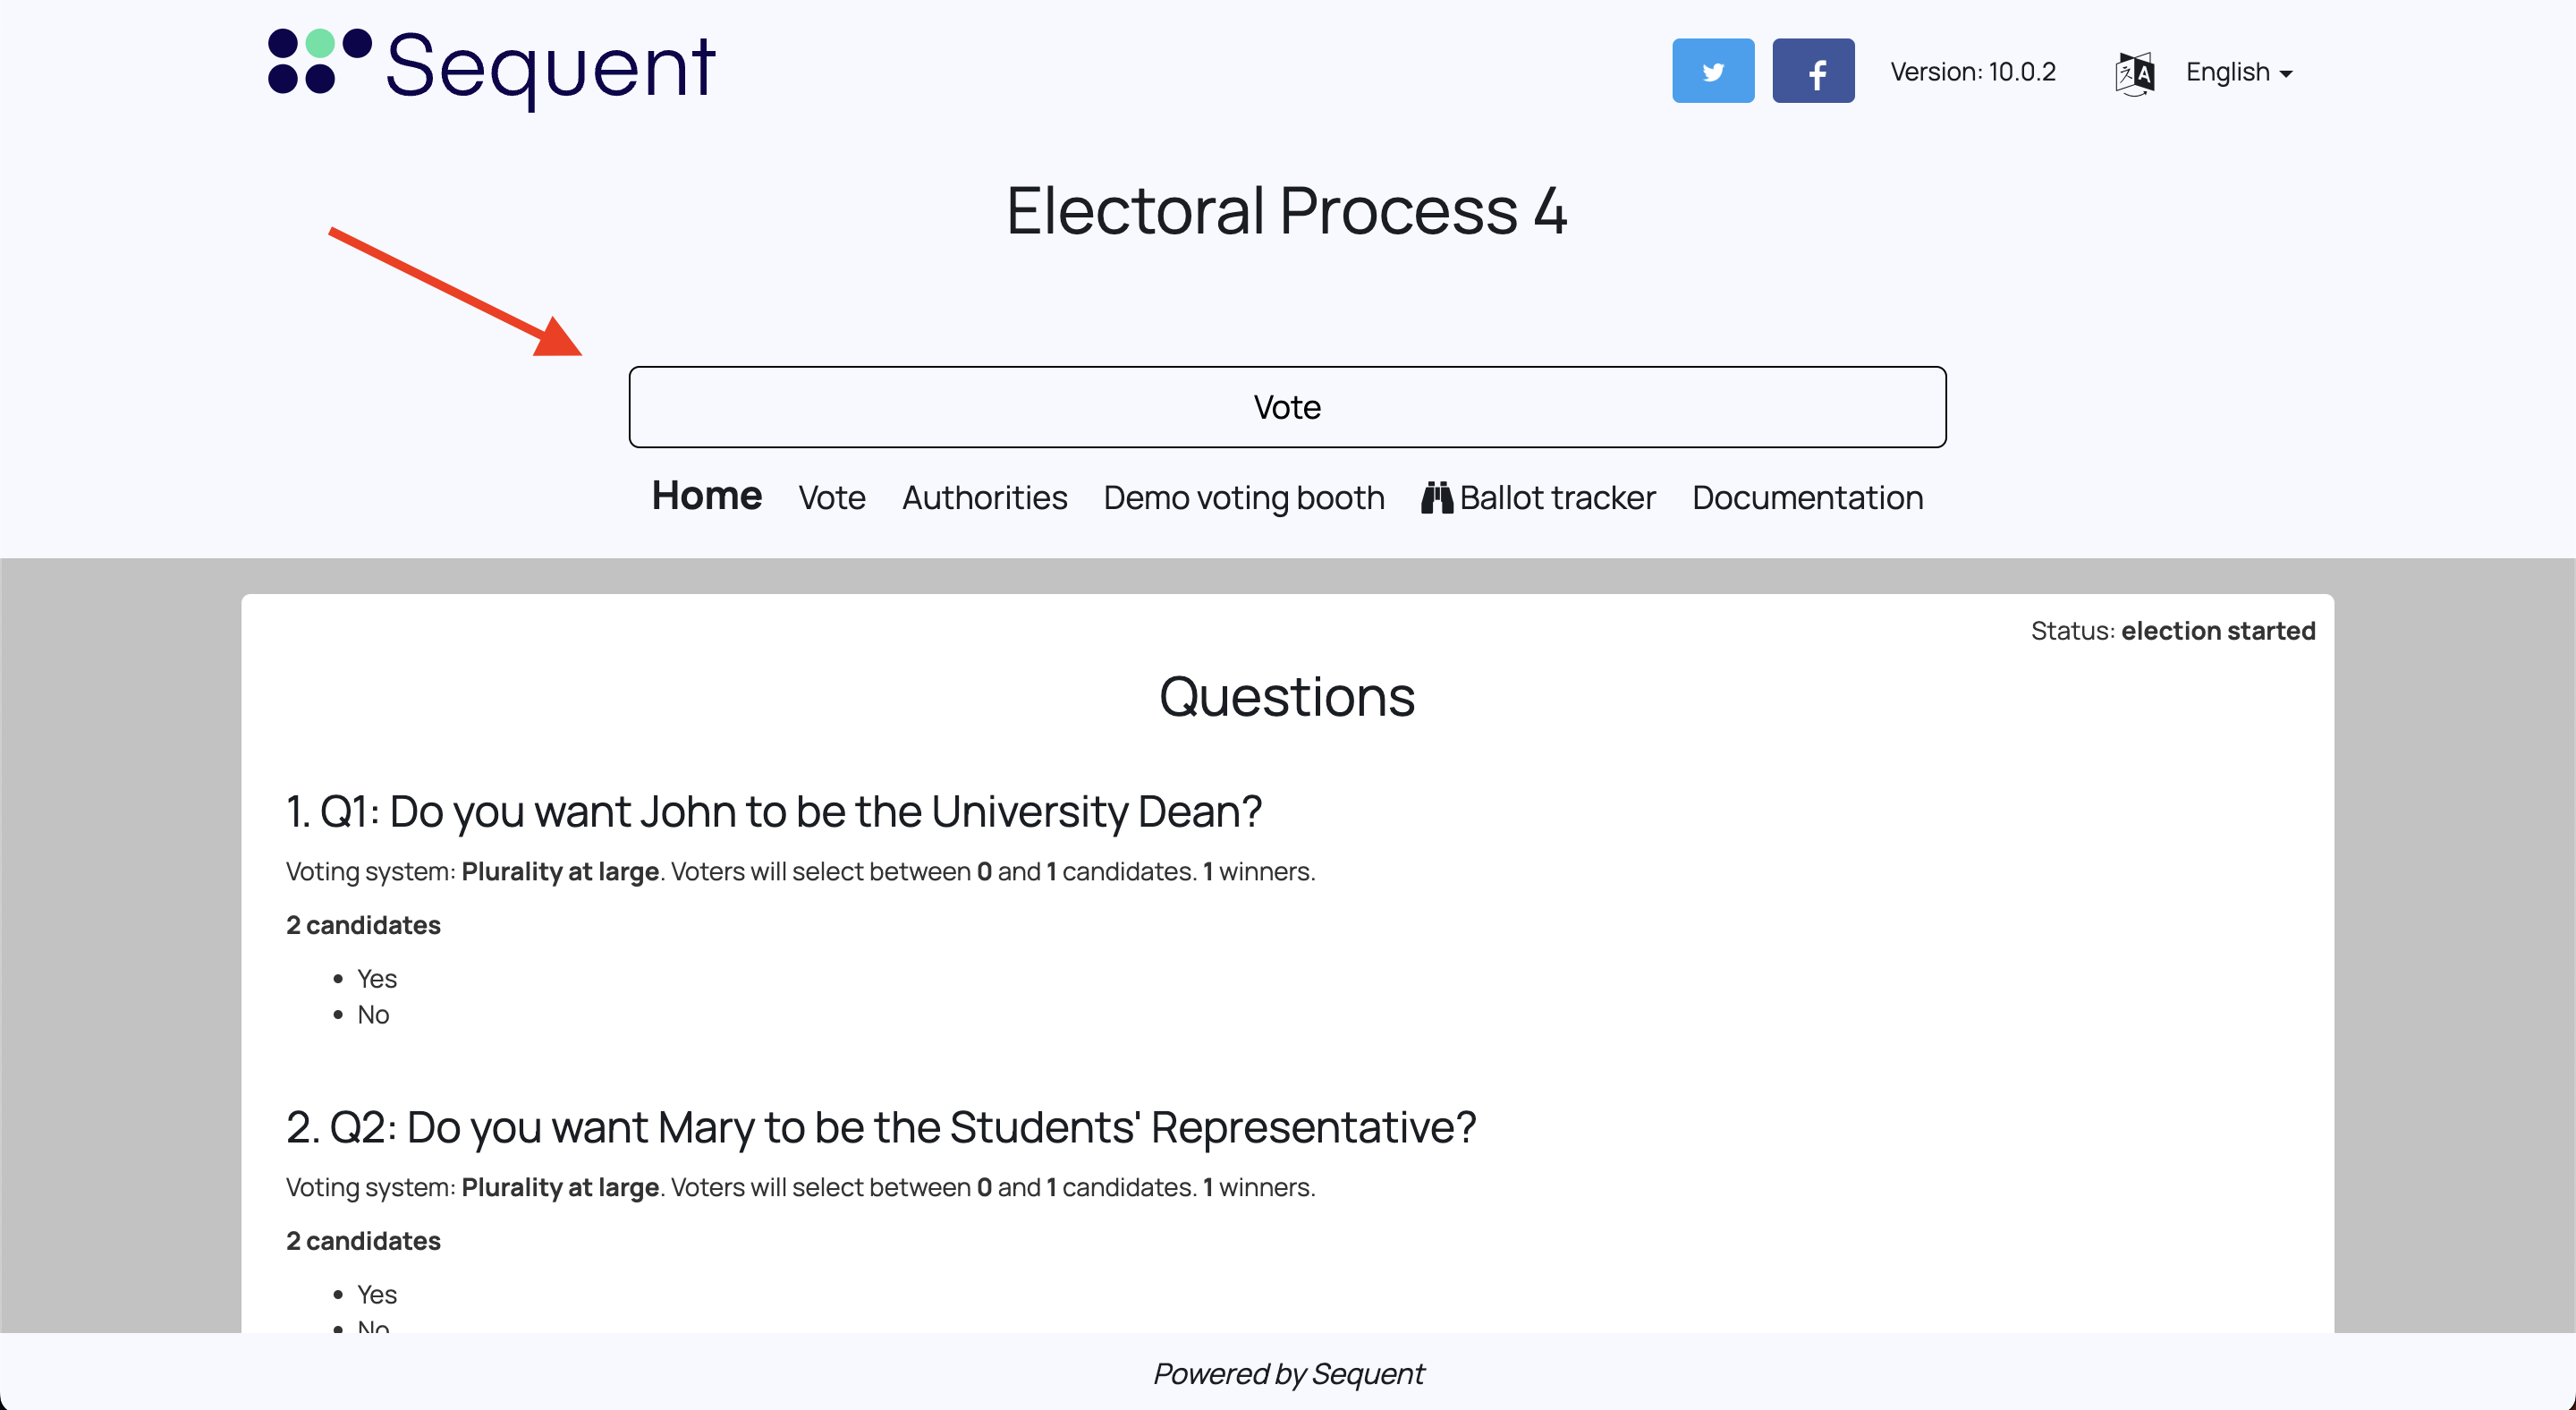 Sequent
Version: 10.0.2
English
Electoral Process 4
Vote
Home Vote Authorities Demo voting booth Ballot tracker Documentation
Status: election started
Questions
1. Q1: Do you want John to be the University Dean?
Voting system: Plurality at large. Voters will select between 0 and 1 candidates. 1 winners.
2 candidates
• Yes
• No
2. Q2: Do you want Mary to be the Students' Representative?
Voting system: Plurality at large. Voters will select between 0 and 1 candidates. 1 winners.
2 candidates
• Yes
• No
Powered by Sequent